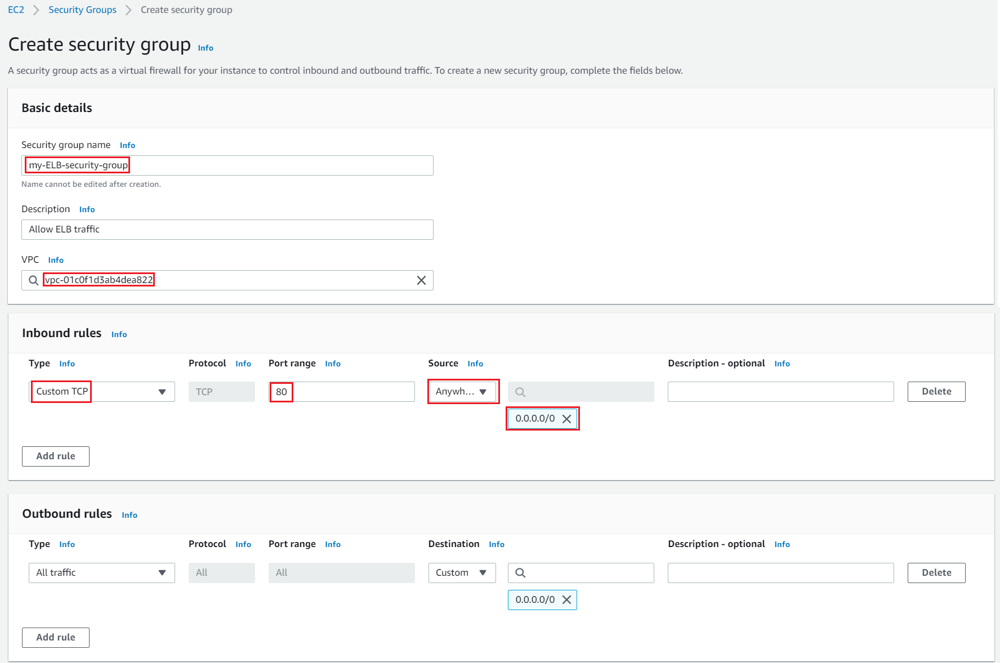 EC2 > Security Groups > Create security group
Create security group Info
A security group acts as a virtual firewall for your instance to control inbound and outbound traffic. To create a new security group, complete the fields below.
Basic details
Security group name Info
my-ELB-security-group
Name cannot be edited after creation.
Description Info
Allow ELB traffic
VPC Info
vpc-01c0f1d3ab4dea822
Inbound rules Info
Type Info Protocol Info Port range Info Source Info Description - optional Info
Custom TCP TCP 80 Anywh... Delete
0.0.0.0/0
Add rule
Outbound rules Info
Type Info Protocol Info Port range Info Destination Info Description - optional Info
All traffic All All Custom Delete
0.0.0.0/0
Add rule